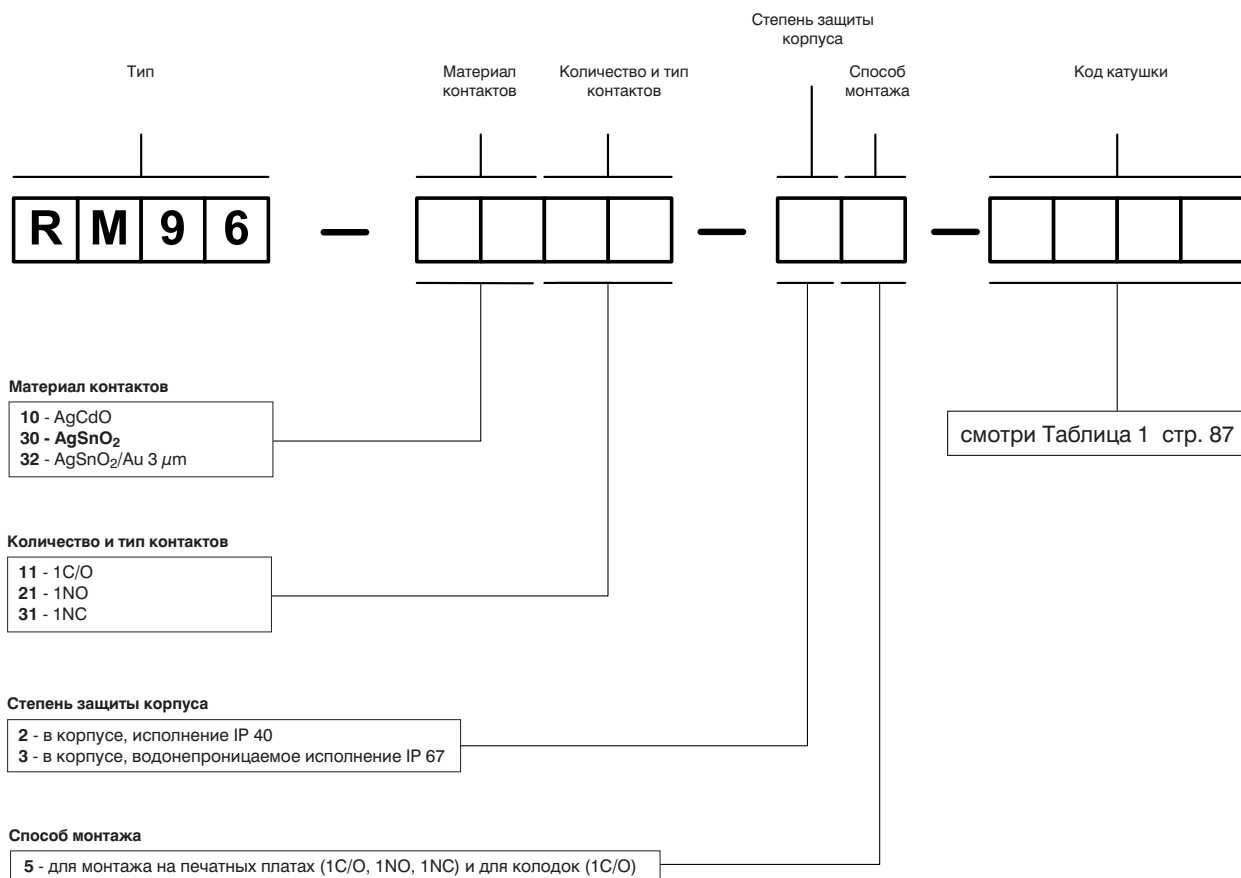 Степень защиты
корпуса
Тип
Материал
контактов
Количество и тип
контактов
Способ
монтажа
Код катушки
RM96 — — —
Материал контактов
10 - AgCdO
30 - AgSnO₂
32 - AgSnO₂/Au 3 µm
смотри Таблица 1 стр. 87
Количество и тип контактов
11 - 1C/O
21 - 1NO
31 - 1NC
Степень защиты корпуса
2 - в корпусе, исполнение IP 40
3 - в корпусе, водонепроницаемое исполнение IP 67
Способ монтажа
5 - для монтажа на печатных платах (1C/O, 1NO, 1NC) и для колодок (1C/O)